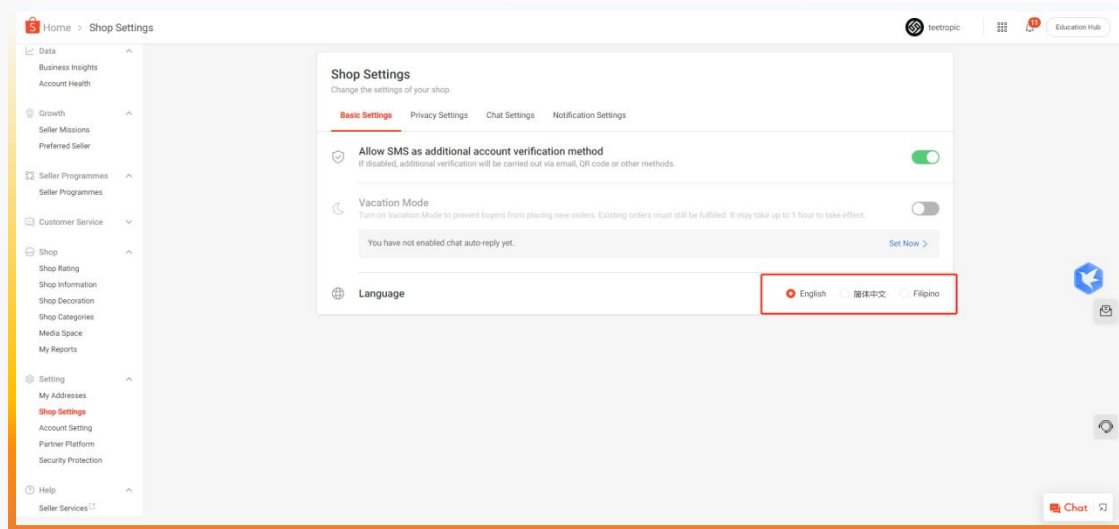 Home > Shop Settings
teetropic
11
Education Hub
Data
Business Insights
Account Health
Growth
Seller Missions
Preferred Seller
Seller Programmes
Seller Programmes
Customer Service
Shop
Shop Rating
Shop Information
Shop Decoration
Shop Categories
Media Space
My Reports
Setting
My Addresses
Shop Settings
Account Setting
Partner Platform
Security Protection
Help
Seller Services
Shop Settings
Change the settings of your shop.
Basic Settings Privacy Settings Chat Settings Notification Settings
Allow SMS as additional account verification method
If disabled, additional verification will be carried out via email, QR code or other methods.
Vacation Mode
Turn on Vacation Mode to prevent buyers from placing new orders. Existing orders must still be fulfilled. It may take up to 1 hour to take effect.
You have not enabled chat auto-reply yet. Set Now >
Language English 简体中文 Filipino
Chat